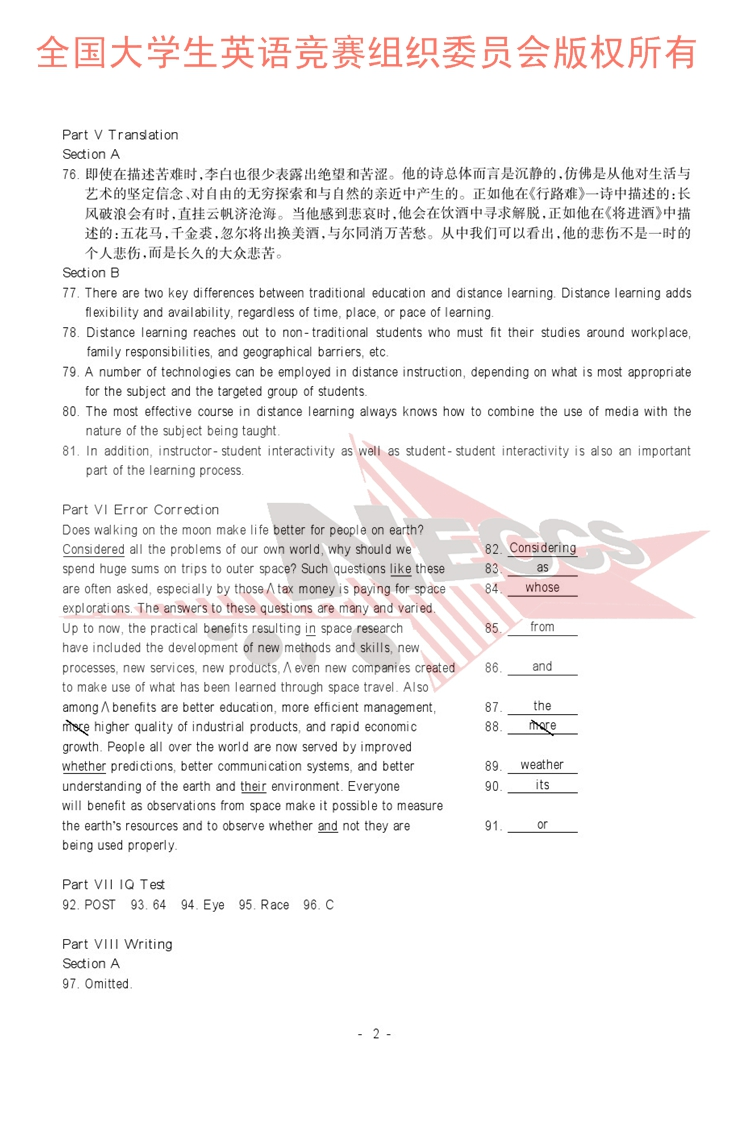 全国大学生英语竞赛组织委员会版权所有
Part V Translation
Section A
76. 即使在描述苦难时,李白也很少表露出绝望和苦涩。他的诗总体而言是沉静的,仿佛是从他对生活与
艺术的坚定信念、对自由的无穷探索和与自然的亲近中产生的。正如他在《行路难》一诗中描述的:长
风破浪会有时,直挂云帆济沧海。当他感到悲哀时,他会在饮酒中寻求解脱,正如他在《将进酒》中描
述的:五花马,千金裘,忽尔将出换美酒,与尔同消万苦愁。从中我们可以看出,他的悲伤不是一时的
个人悲伤,而是长久的大众悲苦。
Section B
77. There are two key differences between traditional education and distance learning. Distance learning adds
flexibility and availability, regardless of time, place, or pace of learning.
78. Distance learning reaches out to non-traditional students who must fit their studies around workplace,
family responsibilities, and geographical barriers, etc.
79. A number of technologies can be employed in distance instruction, depending on what is most appropriate
for the subject and the targeted group of students.
80. The most effective course in distance learning always knows how to combine the use of media with the
nature of the subject being taught.
81. In addition, instructor-student interactivity as well as student-student interactivity is also an important
part of the learning process.
Part VI Error Correction
Does walking on the moon make life better for people on earth?
Considered all the problems of our own world, why should we 82. Considering
spend huge sums on trips to outer space? Such questions like these 83. as
are often asked, especially by those∧tax money is paying for space 84. whose
explorations. The answers to these questions are many and varied.
Up to now, the practical benefits resulting in space research 85. from
have included the development of new methods and skills, new
processes, new services, new products,∧even new companies created 86. and
to make use of what has been learned through space travel. Also
among∧benefits are better education, more efficient management, 87. the
more higher quality of industrial products, and rapid economic 88. more
growth. People all over the world are now served by improved
whether predictions, better communication systems, and better 89. weather
understanding of the earth and their environment. Everyone 90. its
will benefit as observations from space make it possible to measure
the earth's resources and to observe whether and not they are 91. or
being used properly.
Part VII IQ Test
92. POST 93. 64 94. Eye 95. Race 96. C
Part VIII Writing
Section A
97. Omitted.
- 2 -
NECCS